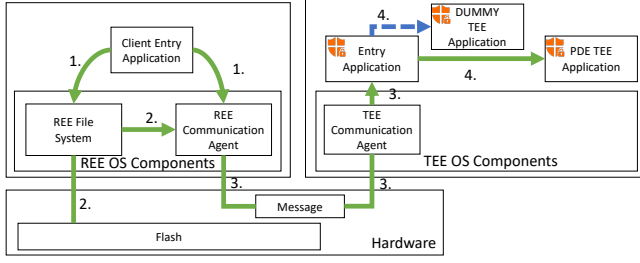 Client Entry
Application
1.
1.
REE File
System
2.
REE
Communication
Agent
REE OS Components
4.
DUMMY
TEE
Application
Entry
Application
4.
PDE TEE
Application
3.
TEE
Communication
Agent
TEE OS Components
2.
3.
3.
Message
Flash
Hardware